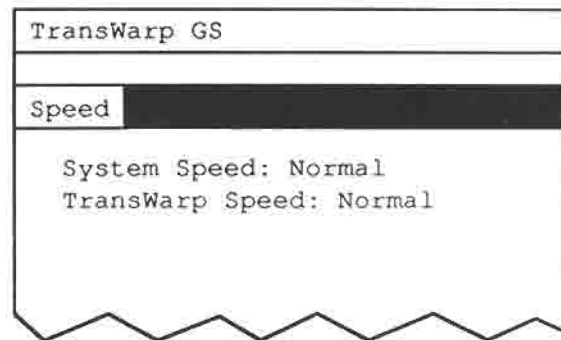 TransWarp GS
Speed
System Speed: Normal
TransWarp Speed: Normal